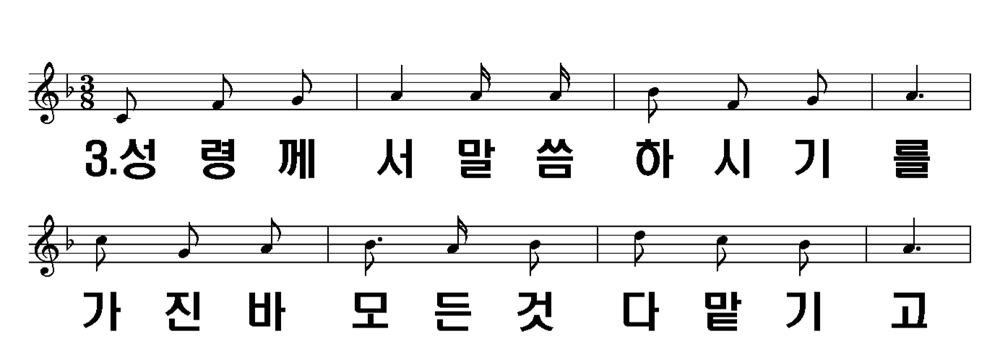 3.성 령 께 서 말 씀 하 시 기 를
가 진 바 모 든 것 다 맡 기 고